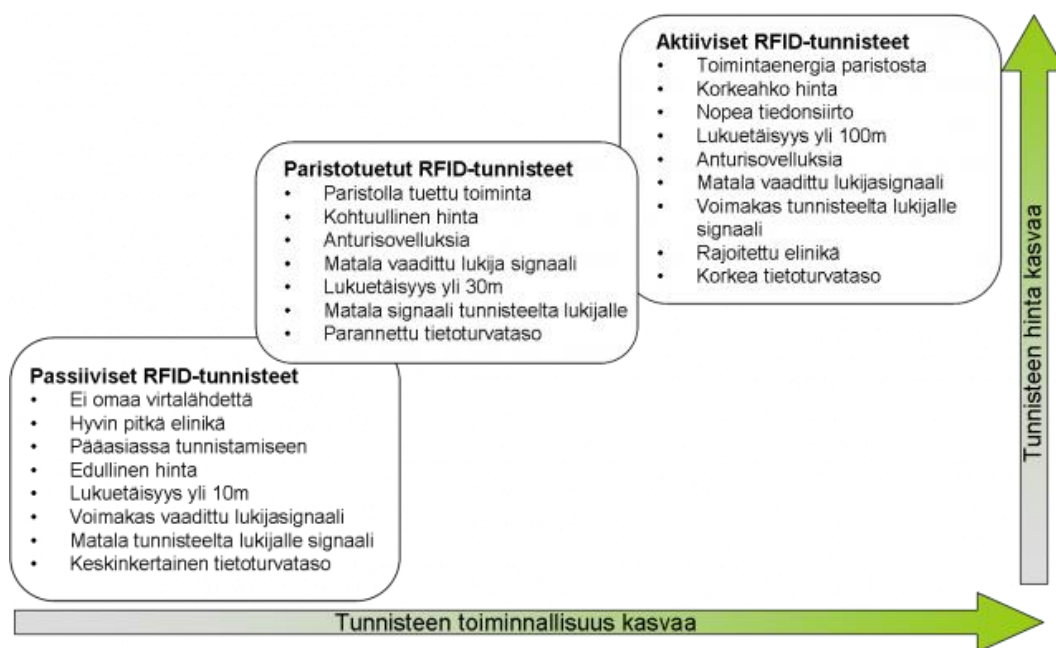 Aktiiviset RFID-tunnisteet
• Toimintaenergia paristosta
• Korkeahko hinta
• Nopea tiedonsiirto
• Lukuetäisyys yli 100m
• Anturisovelluksia
• Matala vaadittu lukijasignaali
• Voimakas tunnisteelta lukijalle
signaali
• Rajoitettu elinikä
• Korkea tietoturvataso
Paristotuetut RFID-tunnisteet
• Paristolla tuettu toiminta
• Kohtuullinen hinta
• Anturisovelluksia
• Matala vaadittu lukija signaali
• Lukuetäisyys yli 30m
• Matala signaali tunnisteelta lukijalle
• Parannettu tietoturvataso
Passiiviset RFID-tunnisteet
• Ei omaa virtalähdettä
• Hyvin pitkä elinikä
• Pääasiassa tunnistamiseen
• Edullinen hinta
• Lukuetäisyys yli 10m
• Voimakas vaadittu lukijasignaali
• Matala tunnisteelta lukijalle signaali
• Keskinkertainen tietoturvataso
Tunnisteen hinta kasvaa
Tunnisteen toiminnallisuus kasvaa